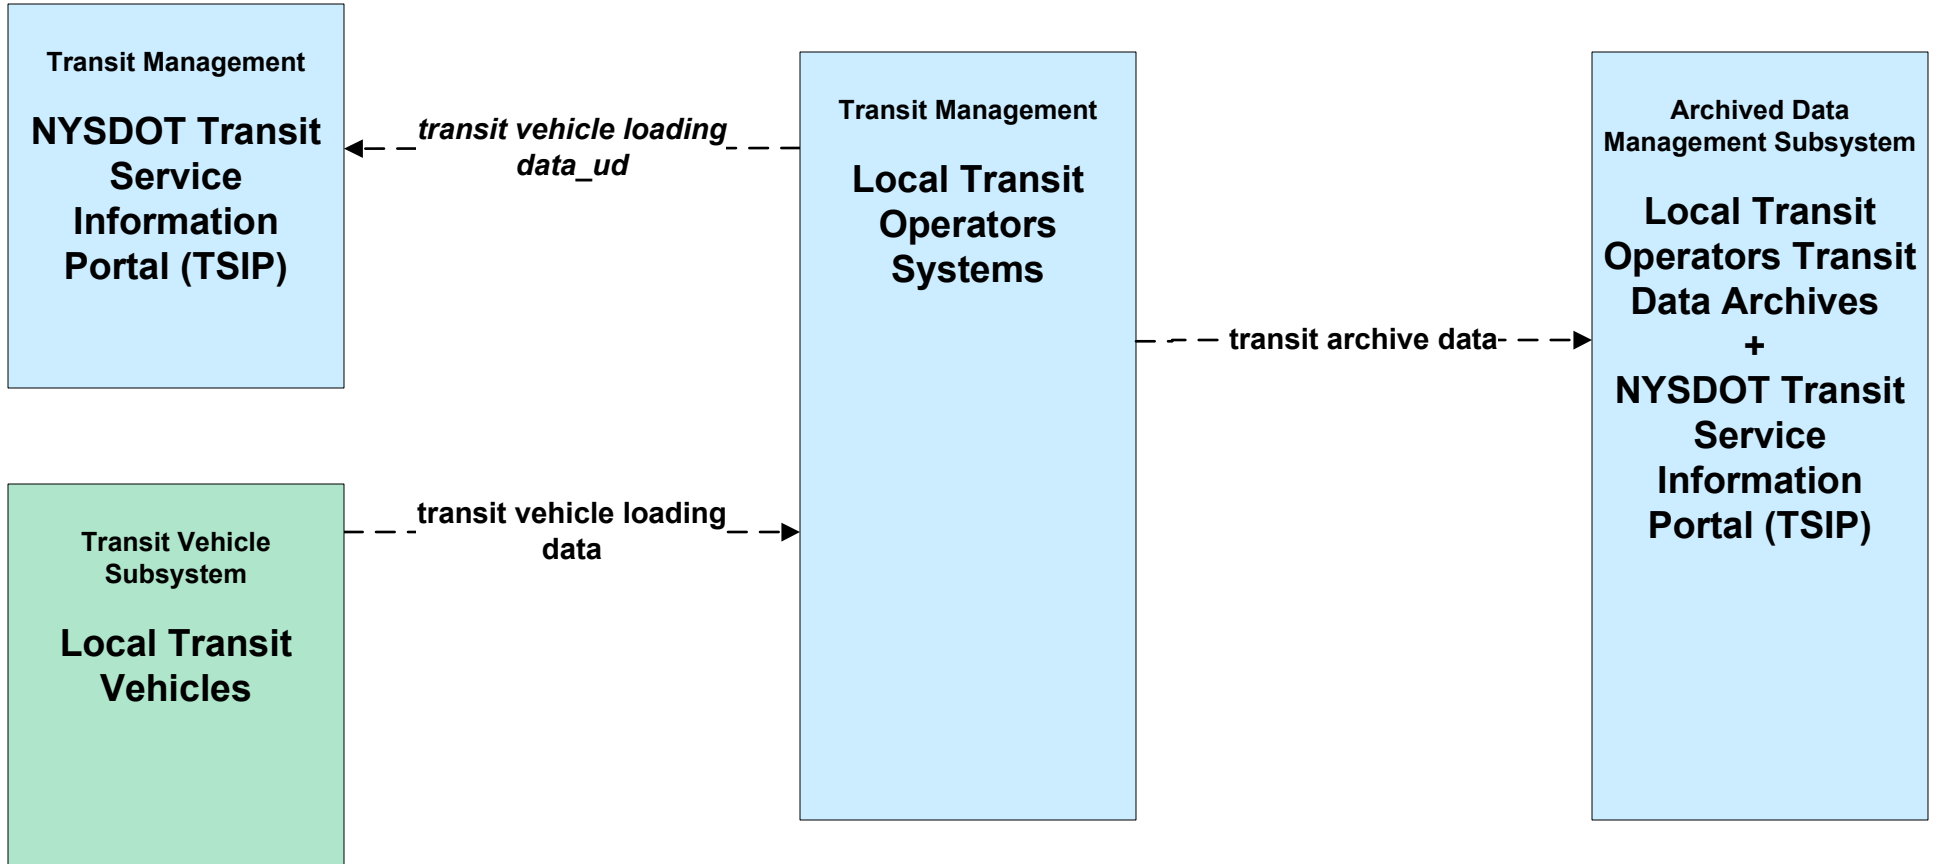 Transit Management
NYSDOT Transit
Service
Information
Portal (TSIP)
transit vehicle loading
data_ud
Transit Vehicle
Subsystem
Local Transit
Vehicles
transit vehicle loading
data
Transit Management
Local Transit
Operators
Systems
transit archive data
Archived Data
Management Subsystem
Local Transit
Operators Transit
Data Archives
+
NYSDOT Transit
Service
Information
Portal (TSIP)